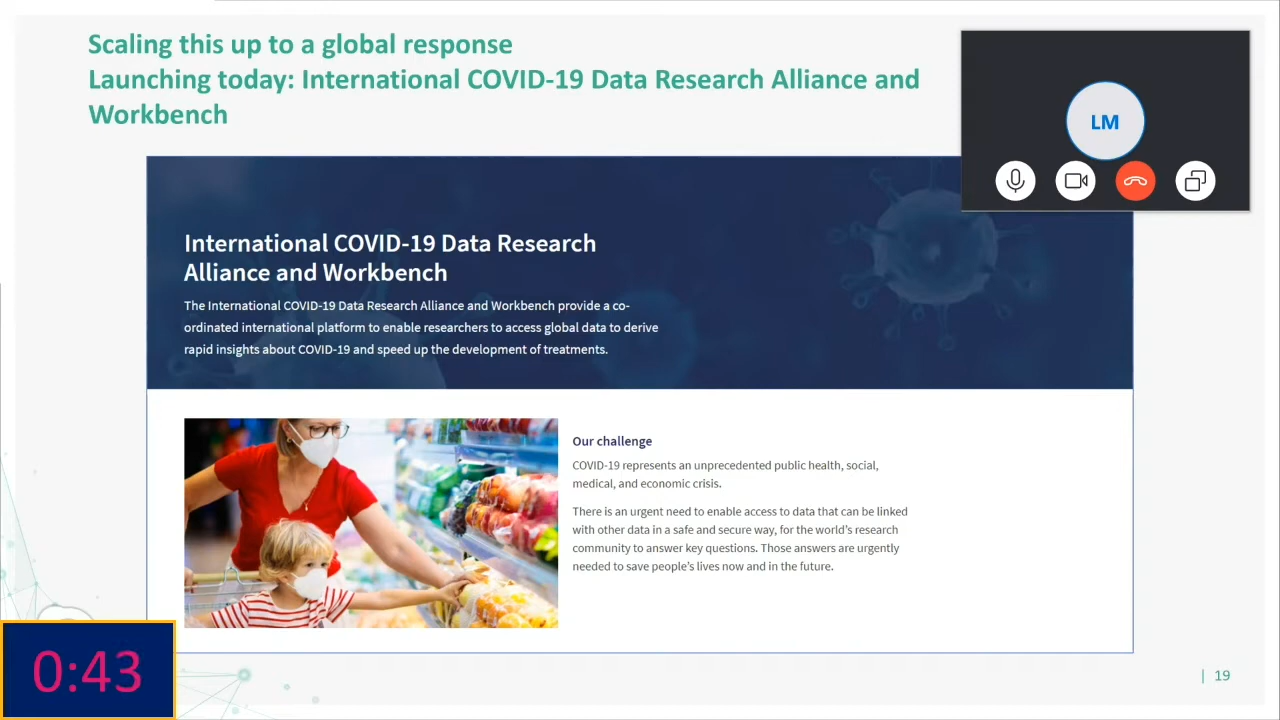 Scaling this up to a global response
Launching today: International COVID-19 Data Research Alliance and
Workbench
LM
International COVID-19 Data Research
Alliance and Workbench
The International COVID-19 Data Research Alliance and Workbench provide a co-
ordinated international platform to enable researchers to access global data to derive
rapid insights about COVID-19 and speed up the development of treatments.
Our challenge
COVID-19 represents an unprecedented public health, social,
medical, and economic crisis.
There is an urgent need to enable access to data that can be linked
with other data in a safe and secure way, for the world's research
community to answer key questions. Those answers are urgently
needed to save people's lives now and in the future.
0:43
| 19